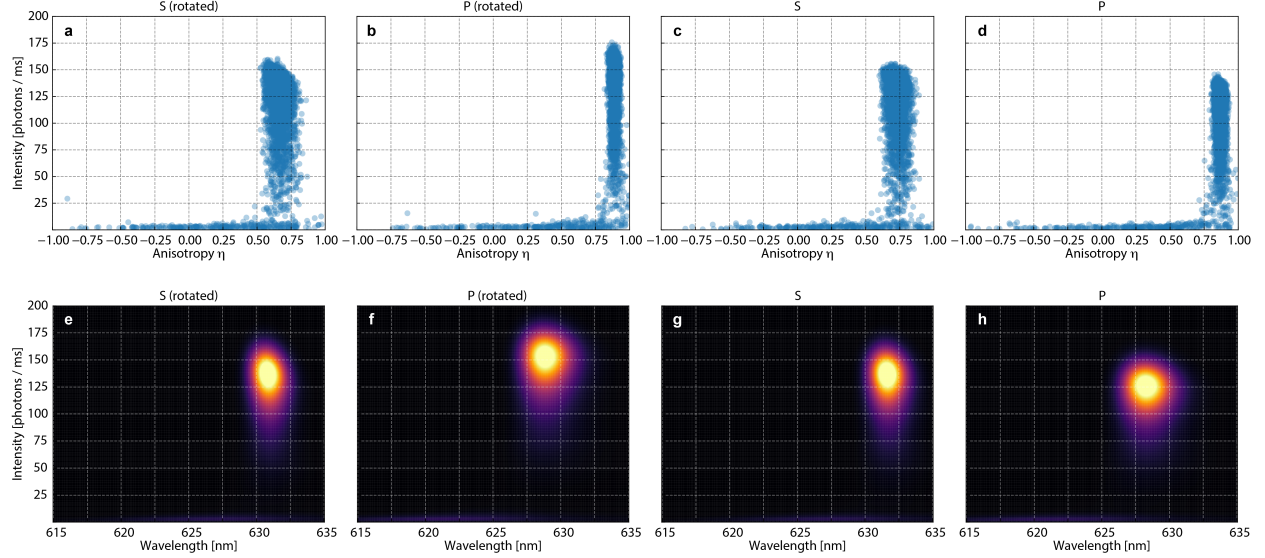 S (rotated) P (rotated) S P
200
175
150
125
100
75
50
25
Intensity [photons / ms]
a b c d
−1.00 −0.75 −0.50 −0.25 0.00 0.25 0.50 0.75 1.00 −1.00 −0.75 −0.50 −0.25 0.00 0.25 0.50 0.75 1.00 −1.00 −0.75 −0.50 −0.25 0.00 0.25 0.50 0.75 1.00 −1.00 −0.75 −0.50 −0.25 0.00 0.25 0.50 0.75 1.00
Anisotropy η Anisotropy η Anisotropy η Anisotropy η
S (rotated) P (rotated) S P
200
175
150
125
100
75
50
25
Intensity [photons / ms]
e f g h
615 620 625 630 635 615 620 625 630 635 615 620 625 630 635 615 620 625 630 635
Wavelength [nm] Wavelength [nm] Wavelength [nm] Wavelength [nm]